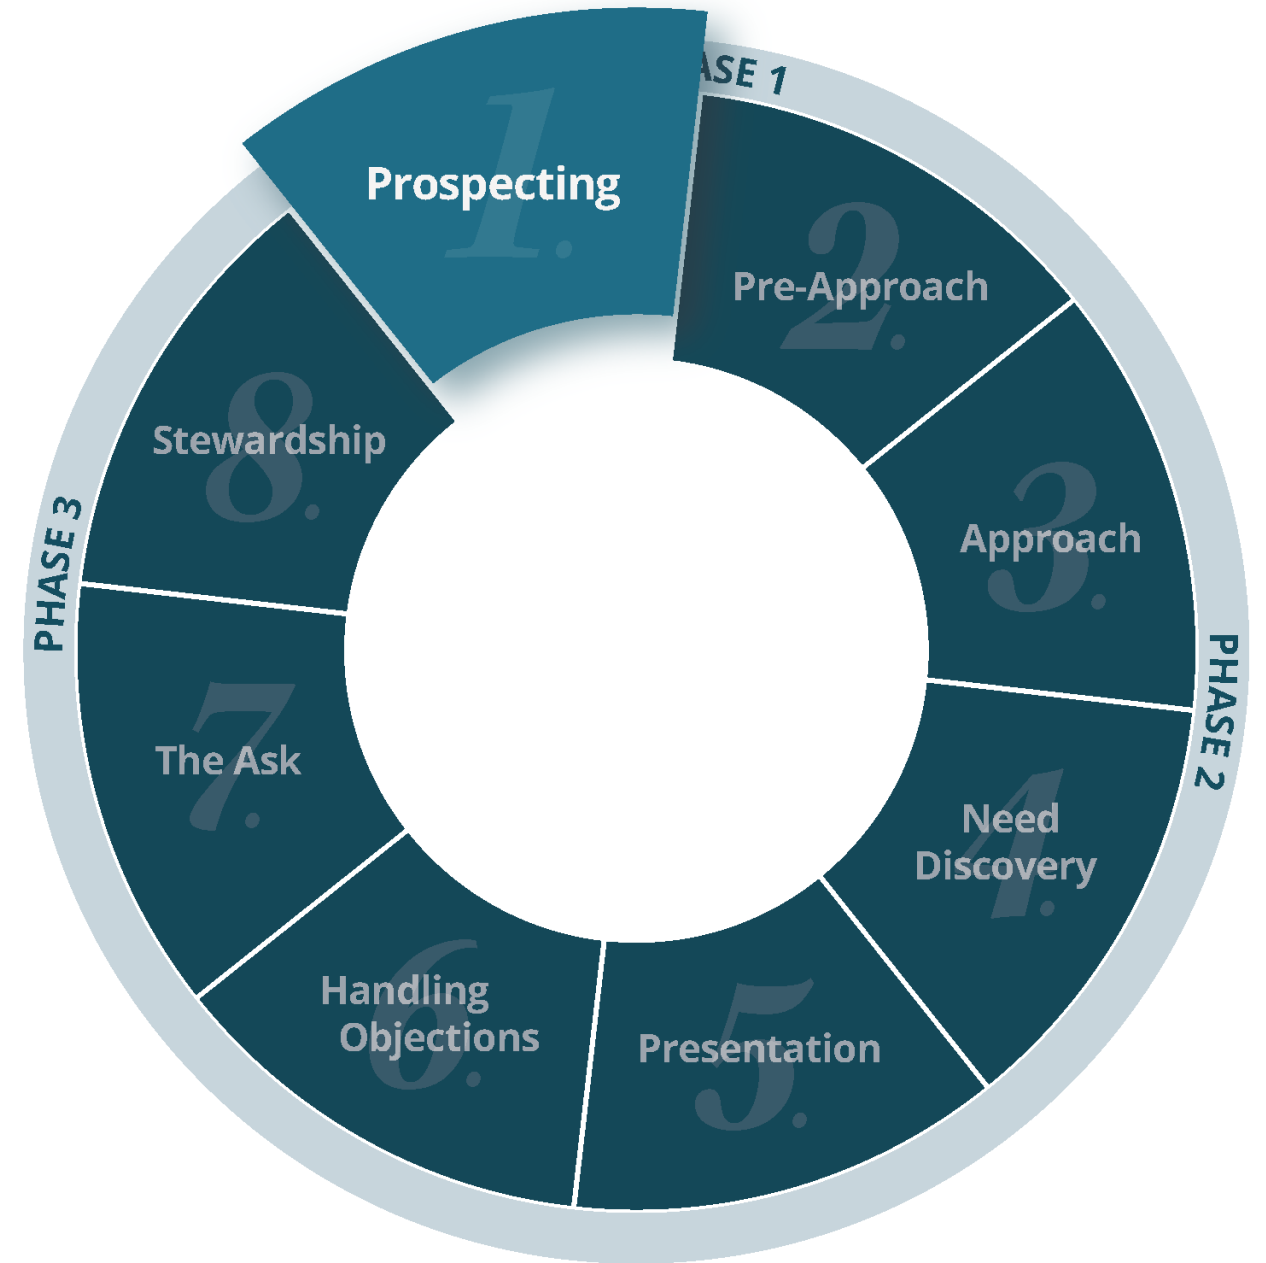 1.
Prospecting
ASE 1
2.
Pre-Approach
3.
Approach
PHASE 2
4.
Need
Discovery
5.
Presentation
6.
Handling
Objections
7.
The Ask
PHASE 3
8.
Stewardship